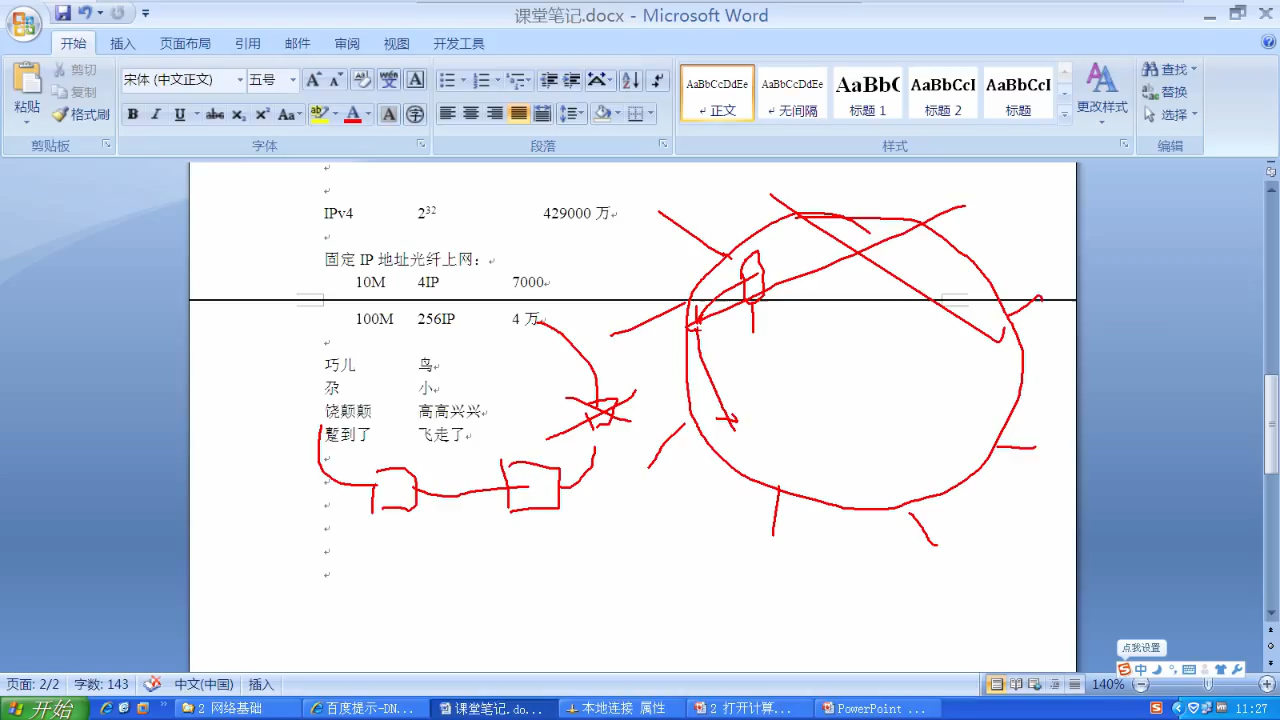 课堂笔记.docx - Microsoft Word
开始 插入 页面布局 引用 邮件 审阅 视图 开发工具
粘贴
剪切
复制
格式刷
宋体 (中文正文) 五号
AaBbCcDdEe AaBbCcDdEe AaBbC AaBbCcI AaBbCcI
正文 无间隔 标题 1 标题 2 标题
更改样式
查找
替换
选择
剪贴板 字体 段落 样式 编辑
IPv4 2³² 429000 万
固定 IP 地址光纤上网：
10M 4IP 7000
100M 256IP 4 万
巧儿 鸟
尕 小
饶颠颠 高高兴兴
到了 飞走了
点我设置
中
页面: 2/2 字数: 143 中文(中国) 插入 140%
开始 2 网络基础 百度提示-DN... 课堂笔记.do... 本地连接 属性 2 打开计算... PowerPoint ... 11:27